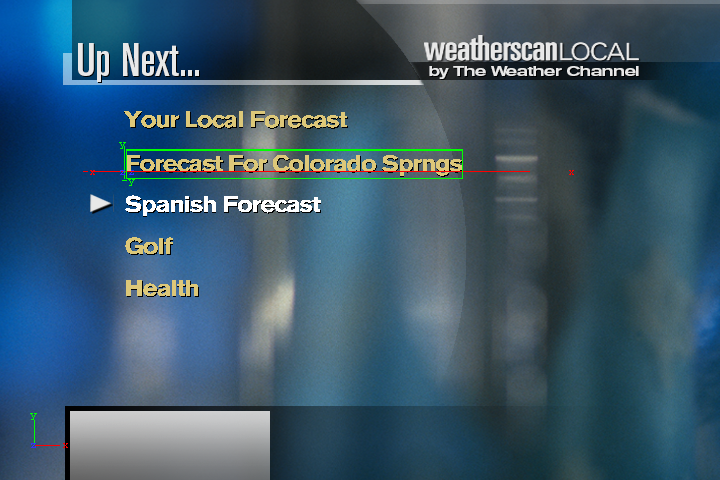 Up Next...
weatherscanLOCAL
by The Weather Channel
Your Local Forecast
y
Forecast For Colorado Sprngs
x
x
y
Spanish Forecast
Golf
Health
y
x